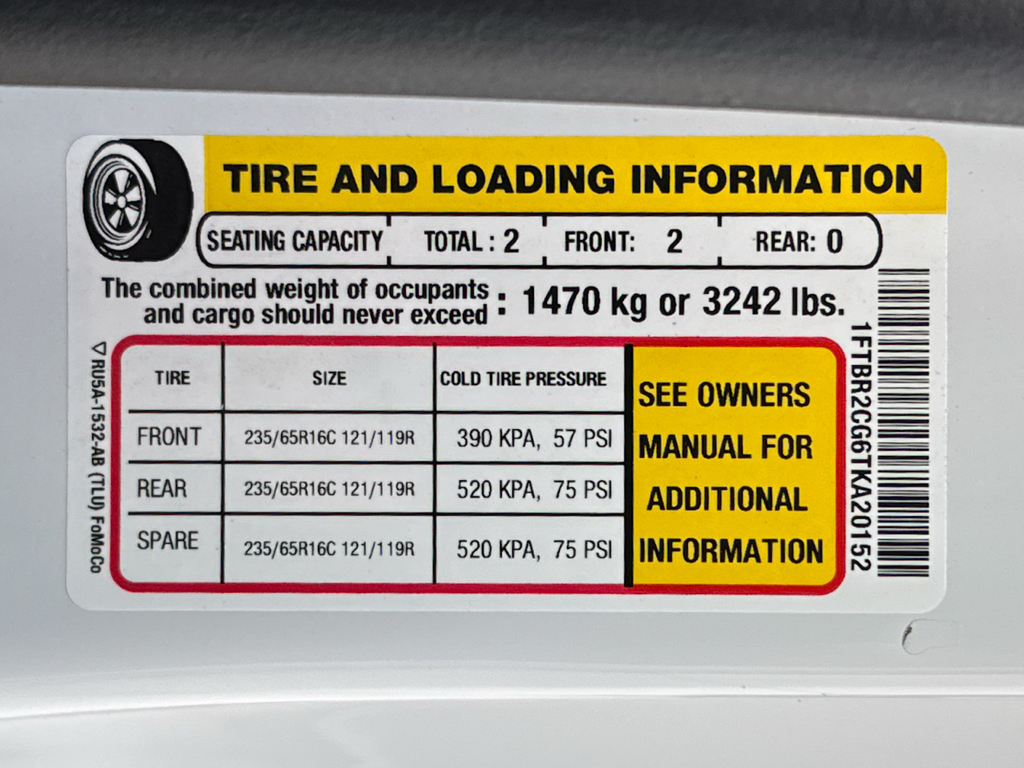 TIRE AND LOADING INFORMATION
SEATING CAPACITY TOTAL : 2 FRONT: 2 REAR: 0
The combined weight of occupants
and cargo should never exceed : 1470 kg or 3242 lbs.
TIRE SIZE COLD TIRE PRESSURE
FRONT 235/65R16C 121/119R 390 KPA, 57 PSI
REAR 235/65R16C 121/119R 520 KPA, 75 PSI
SPARE 235/65R16C 121/119R 520 KPA, 75 PSI
SEE OWNERS
MANUAL FOR
ADDITIONAL
INFORMATION
RU5A-1532-AB (TLU) FoMoCo
1FTBR2CG6TKA20152